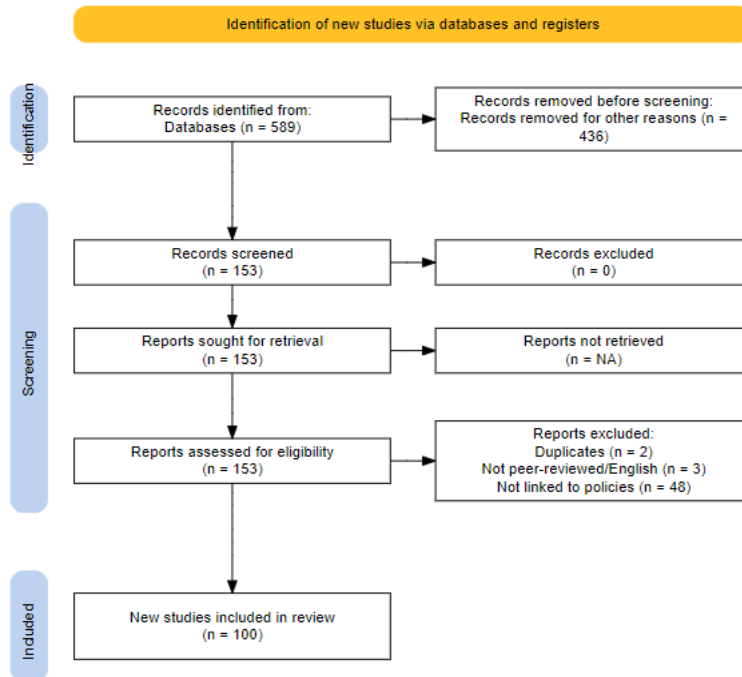 Identification of new studies via databases and registers
Identification
Records identified from:
Databases (n = 589)
Records removed before screening:
Records removed for other reasons (n =
436)
Screening
Records screened
(n = 153)
Records excluded
(n = 0)
Reports sought for retrieval
(n = 153)
Reports not retrieved
(n = NA)
Reports assessed for eligibility
(n = 153)
Reports excluded:
Duplicates (n = 2)
Not peer-reviewed/English (n = 3)
Not linked to policies (n = 48)
Included
New studies included in review
(n = 100)